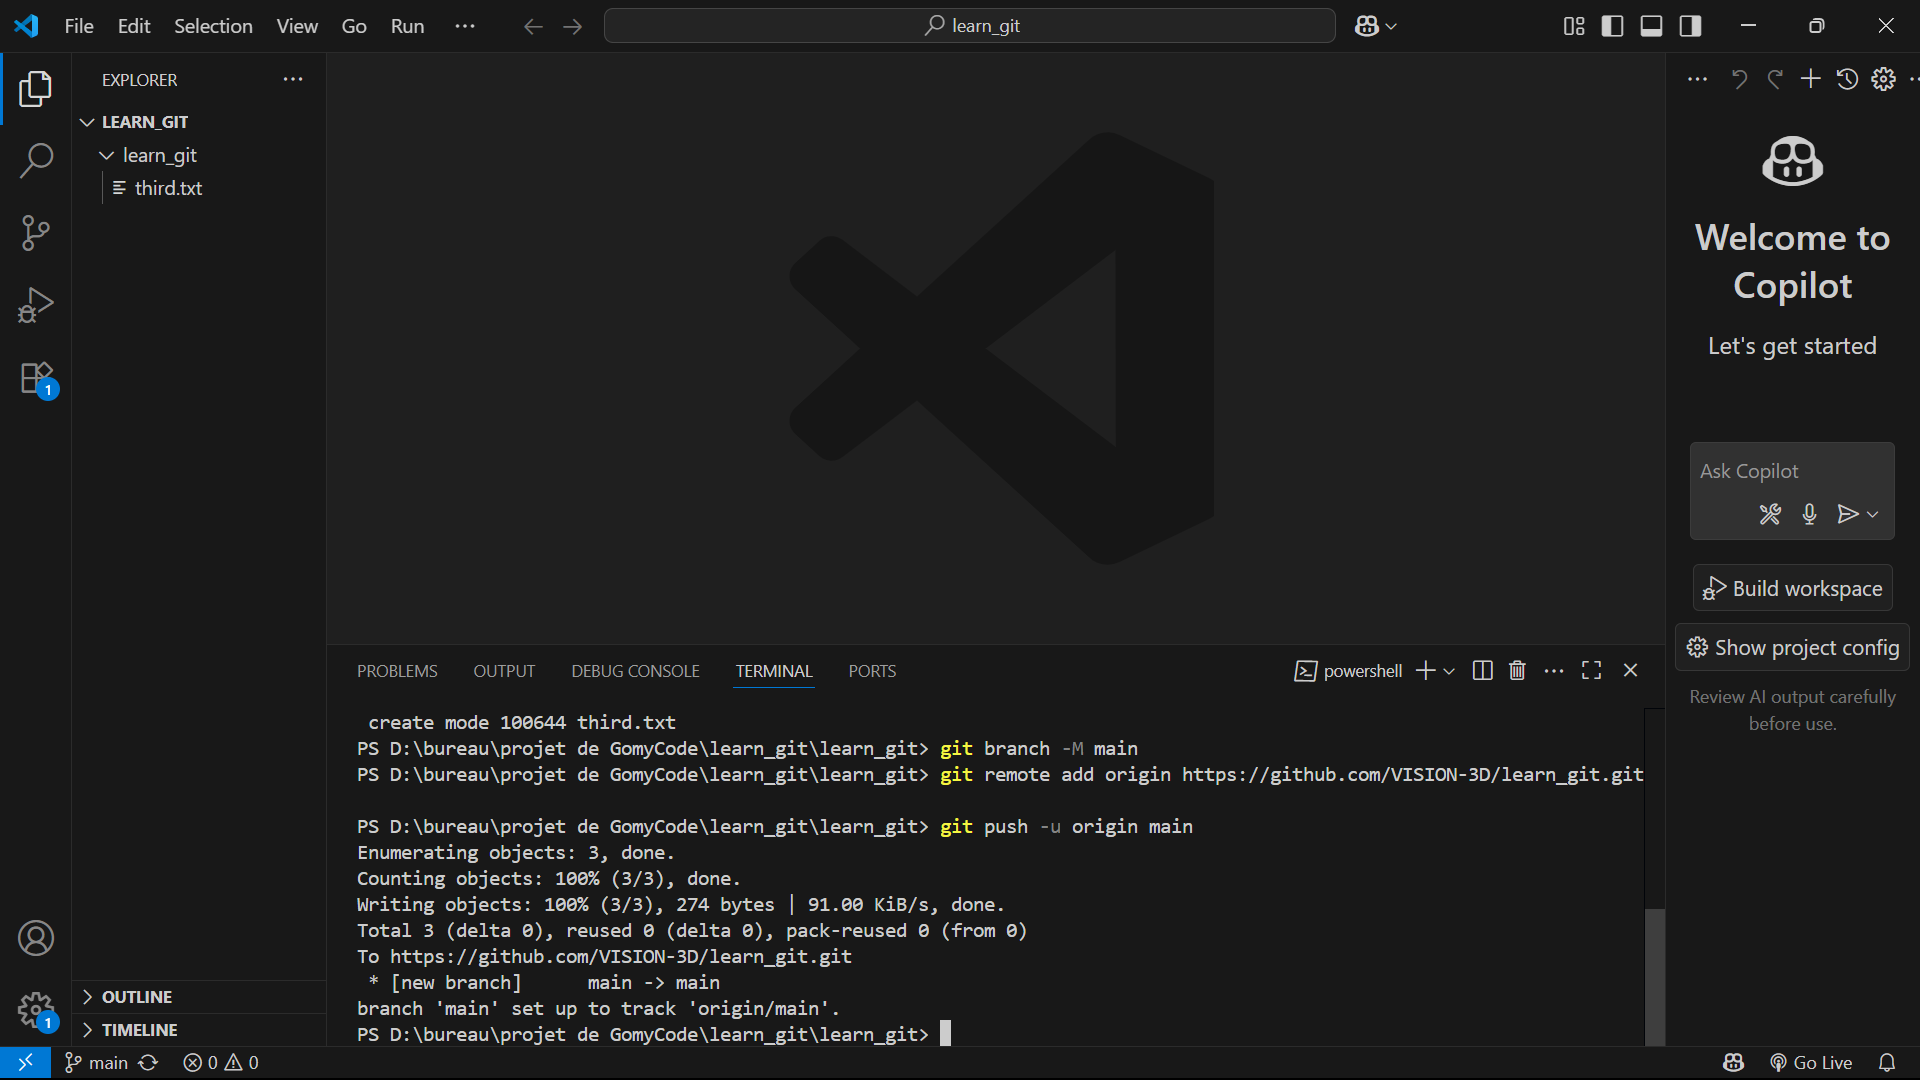 File Edit Selection View Go Run
learn_git
EXPLORER
LEARN_GIT
learn_git
third.txt
1
Welcome to
Copilot
Let's get started
Ask Copilot
Build workspace
Show project config
Review AI output carefully
before use.
PROBLEMS OUTPUT DEBUG CONSOLE TERMINAL PORTS
powershell
create mode 100644 third.txt
PS D:\bureau\projet de GomyCode\learn_git\learn_git> git branch -M main
PS D:\bureau\projet de GomyCode\learn_git\learn_git> git remote add origin https://github.com/VISION-3D/learn_git.git
PS D:\bureau\projet de GomyCode\learn_git\learn_git> git push -u origin main
Enumerating objects: 3, done.
Counting objects: 100% (3/3), done.
Writing objects: 100% (3/3), 274 bytes | 91.00 KiB/s, done.
Total 3 (delta 0), reused 0 (delta 0), pack-reused 0 (from 0)
To https://github.com/VISION-3D/learn_git.git
* [new branch]      main -> main
branch 'main' set up to track 'origin/main'.
PS D:\bureau\projet de GomyCode\learn_git\learn_git>
OUTLINE
1
TIMELINE
main 0 0
Go Live